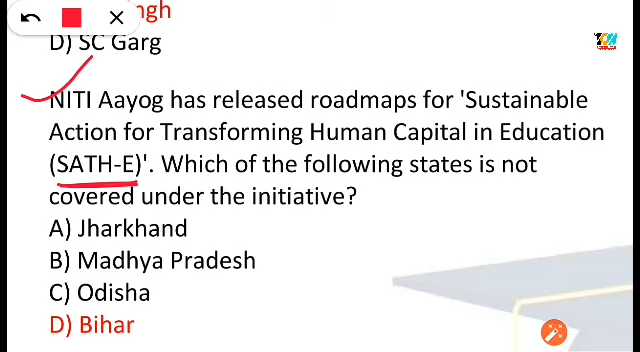 ngh
D) SC Garg
NITI Aayog has released roadmaps for 'Sustainable
Action for Transforming Human Capital in Education
(SATH-E)'. Which of the following states is not
covered under the initiative?
A) Jharkhand
B) Madhya Pradesh
C) Odisha
D) Bihar